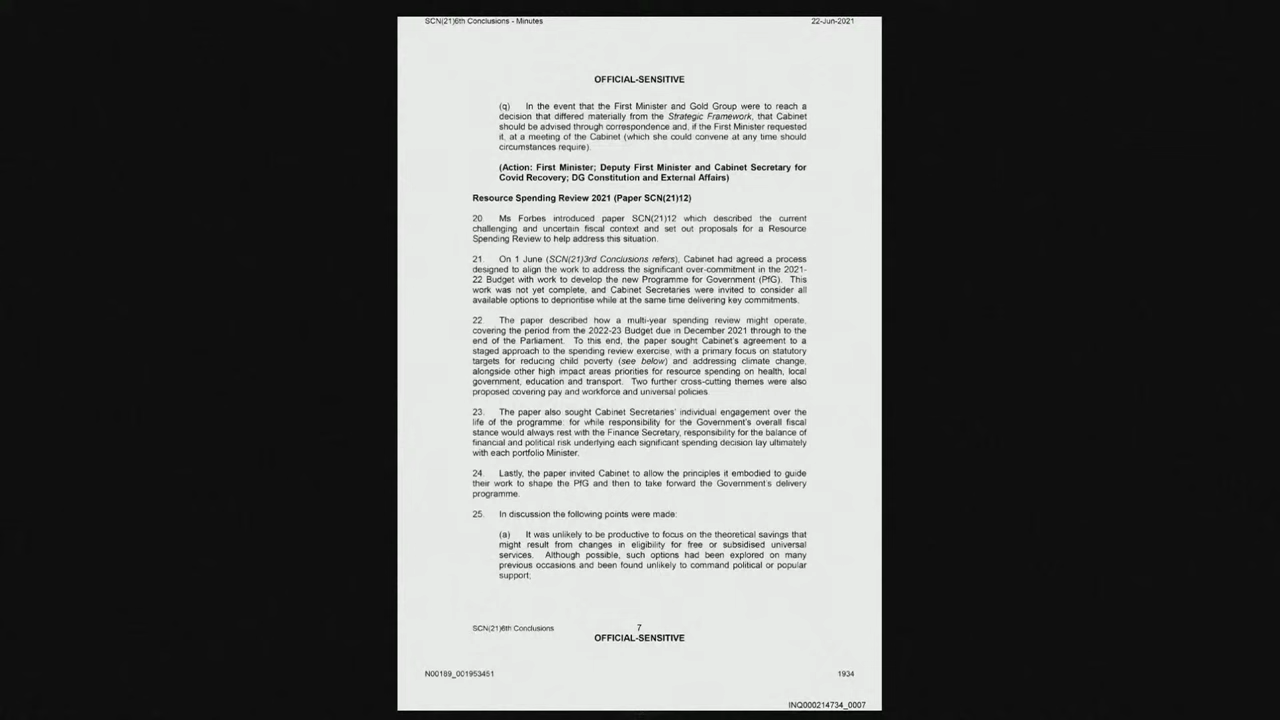 SCN(21)6th Conclusions - Minutes 22-Jun-2021
OFFICIAL-SENSITIVE
(q) In the event that the First Minister and Gold Group were to reach a
decision that differed materially from the Strategic Framework, that Cabinet
should be advised through correspondence and, if the First Minister requested
it, at a meeting of the Cabinet (which she could convene at any time should
circumstances require).
(Action: First Minister; Deputy First Minister and Cabinet Secretary for
Covid Recovery; DG Constitution and External Affairs)
Resource Spending Review 2021 (Paper SCN(21)12)
20. Ms Forbes introduced paper SCN(21)12 which described the current
challenging and uncertain fiscal context and set out proposals for a Resource
Spending Review to help address this situation.
21. On 1 June (SCN(21)3rd Conclusions refers), Cabinet had agreed a process
designed to align the work to address the significant over-commitment in the 2021-
22 Budget with work to develop the new Programme for Government (PfG). This
work was not yet complete, and Cabinet Secretaries were invited to consider all
available options to deprioritise while at the same time delivering key commitments.
22 The paper described how a multi-year spending review might operate,
covering the period from the 2022-23 Budget due in December 2021 through to the
end of the Parliament. To this end, the paper sought Cabinet's agreement to a
staged approach to the spending review exercise, with a primary focus on statutory
targets for reducing child poverty (see below) and addressing climate change,
alongside other high impact areas priorities for resource spending on health, local
government, education and transport. Two further cross-cutting themes were also
proposed covering pay and workforce and universal policies.
23. The paper also sought Cabinet Secretaries' individual engagement over the
life of the programme, for while responsibility for the Government's overall fiscal
stance would always rest with the Finance Secretary, responsibility for the balance of
financial and political risk underlying each significant spending decision lay ultimately
with each portfolio Minister.
24. Lastly, the paper invited Cabinet to allow the principles it embodied to guide
their work to shape the PfG and then to take forward the Government's delivery
programme.
25. In discussion the following points were made:
(a) It was unlikely to be productive to focus on the theoretical savings that
might result from changes in eligibility for free or subsidised universal
services. Although possible, such options had been explored on many
previous occasions and been found unlikely to command political or popular
support;
SCN(21)6th Conclusions 7
OFFICIAL-SENSITIVE
N00189_001953451 1934
INQ000214734_0007